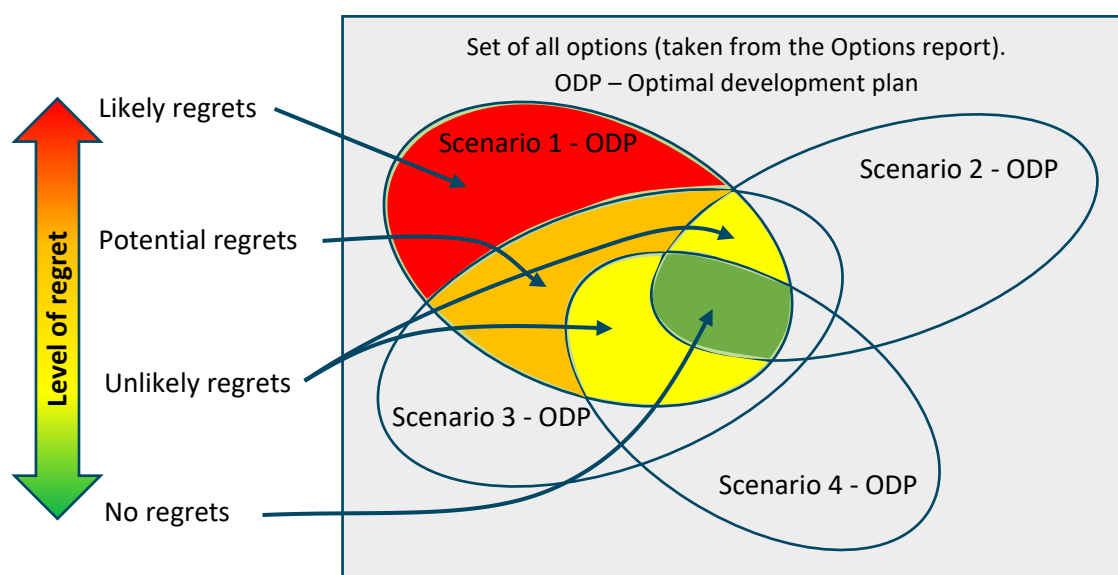 Set of all options (taken from the Options report).
ODP – Optimal development plan
Likely regrets
Scenario 1 - ODP
Scenario 2 - ODP
Potential regrets
Level of regret
Unlikely regrets
Scenario 3 - ODP
Scenario 4 - ODP
No regrets